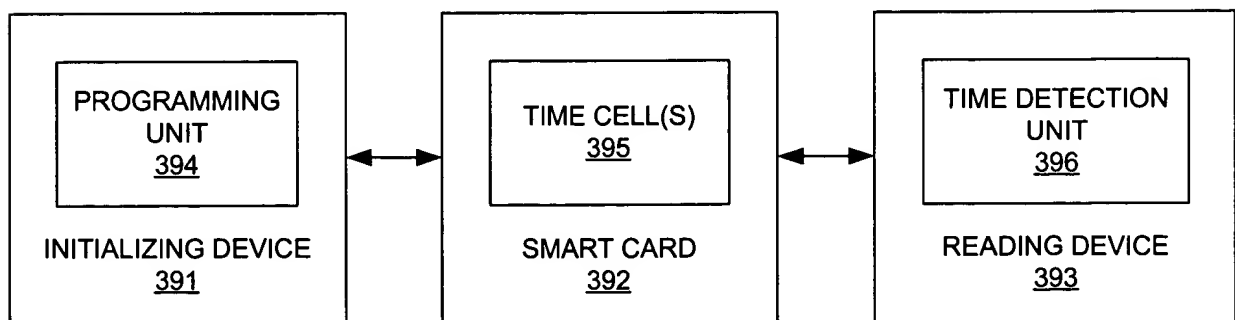 PROGRAMMING
UNIT
394
INITIALIZING DEVICE
391
TIME CELL(S)
395
SMART CARD
392
TIME DETECTION
UNIT
396
READING DEVICE
393